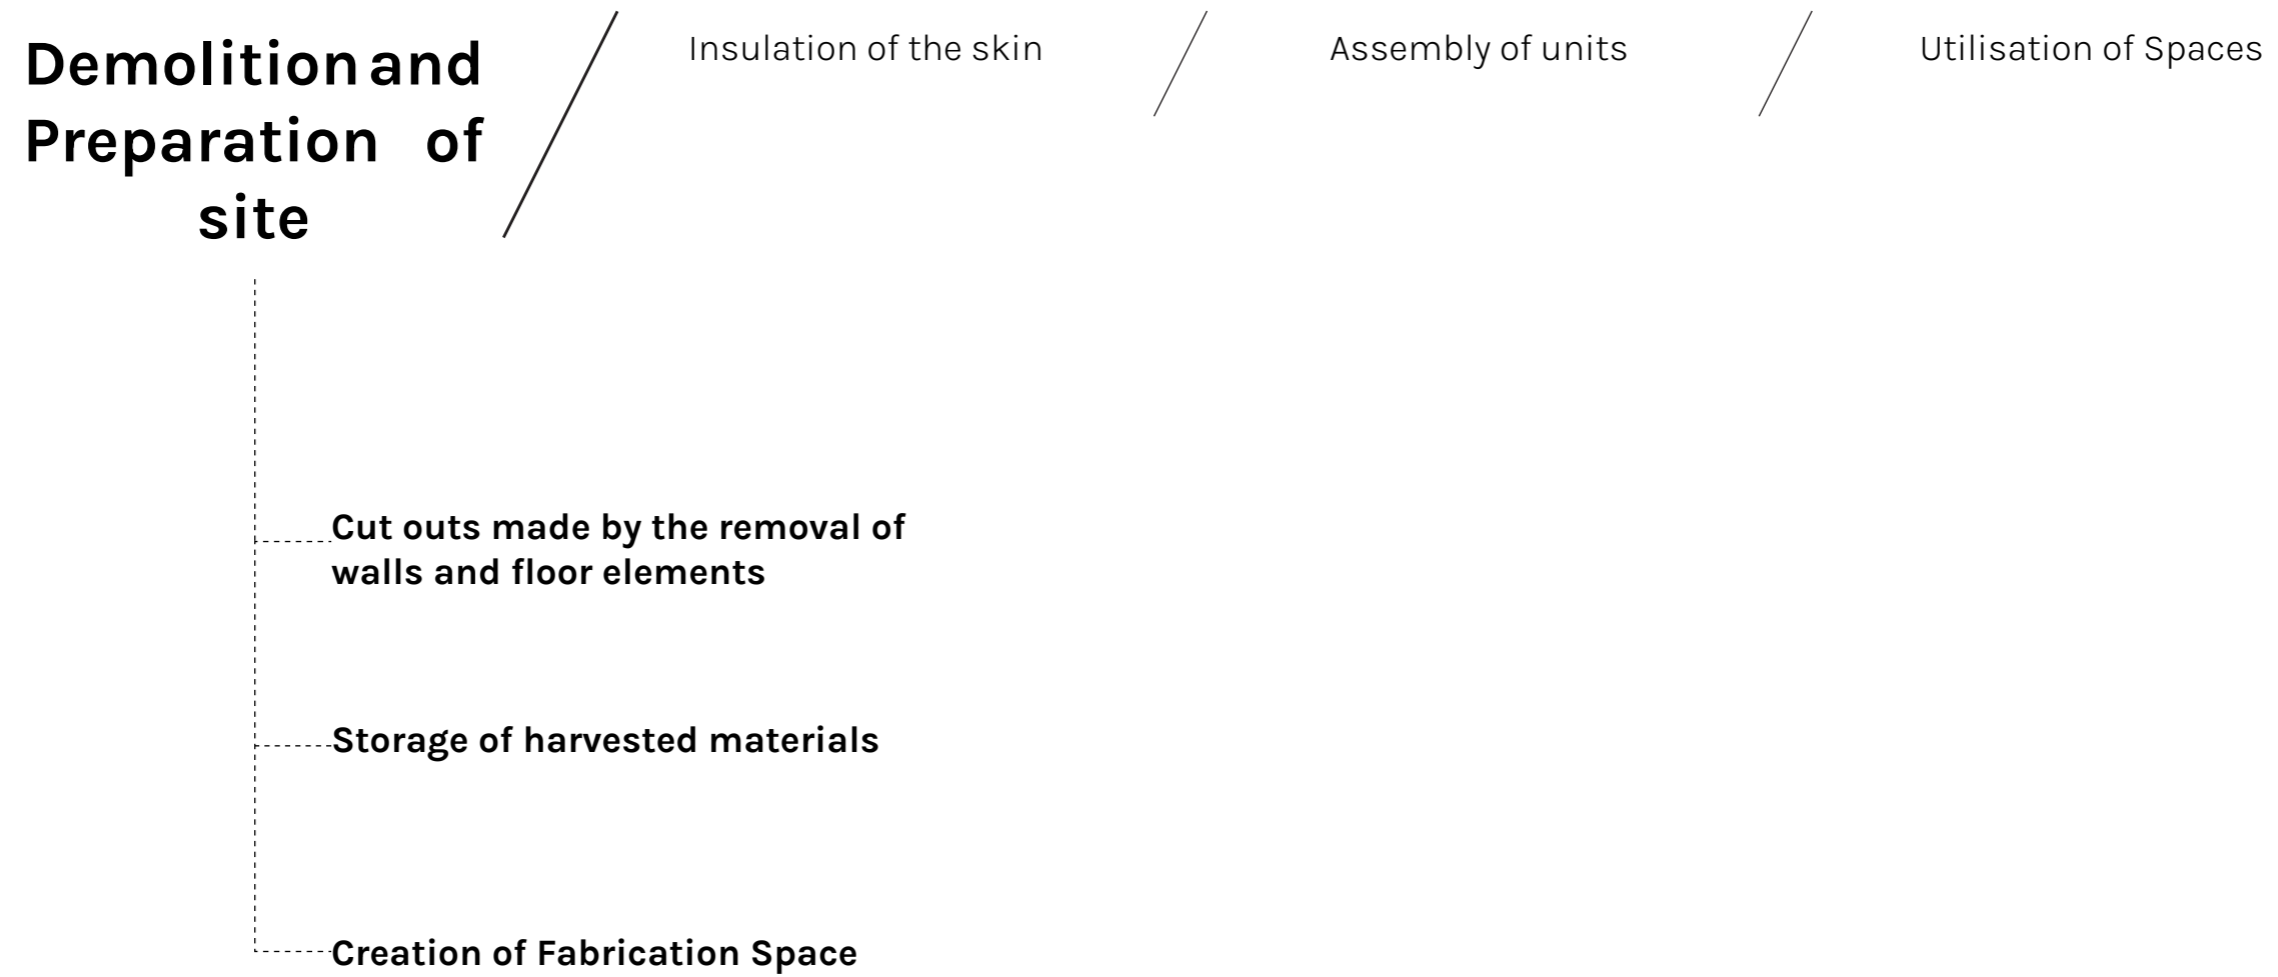 Demolition and
Preparation of
site
Insulation of the skin
Assembly of units
Utilisation of Spaces
Cut outs made by the removal of
walls and floor elements
Storage of harvested materials
Creation of Fabrication Space